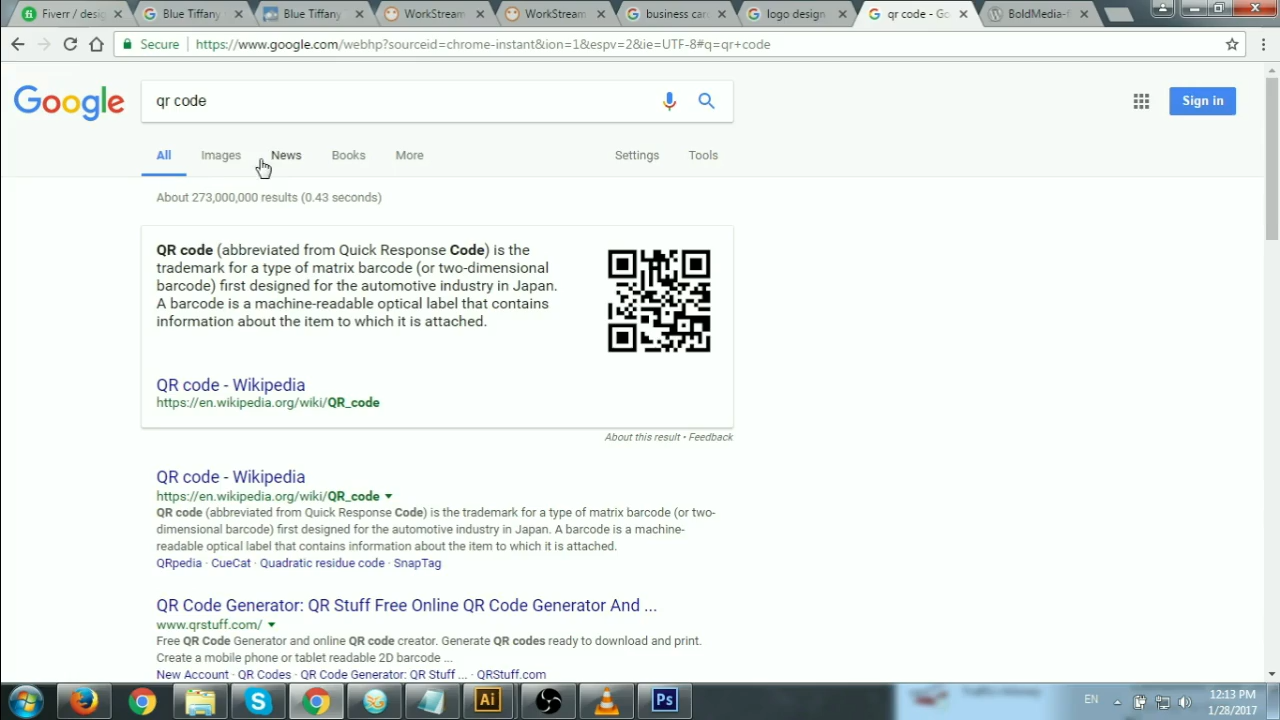 Fiverr / desig
Blue Tiffany
Blue Tiffany
WorkStream
WorkStream
business car
logo design
qr code - Go
BoldMedia-f
Secure
https://www.google.com/webhp?sourceid=chrome-instant&ion=1&espv=2&ie=UTF-8#q=qr+code
Google
qr code
Sign in
All
Images
News
Books
More
Settings
Tools
About 273,000,000 results (0.43 seconds)
QR code (abbreviated from Quick Response Code) is the
trademark for a type of matrix barcode (or two-dimensional
barcode) first designed for the automotive industry in Japan.
A barcode is a machine-readable optical label that contains
information about the item to which it is attached.
QR code - Wikipedia
https://en.wikipedia.org/wiki/QR_code
About this result • Feedback
QR code - Wikipedia
https://en.wikipedia.org/wiki/QR_code
QR code (abbreviated from Quick Response Code) is the trademark for a type of matrix barcode (or two-
dimensional barcode) first designed for the automotive industry in Japan. A barcode is a machine-
readable optical label that contains information about the item to which it is attached.
QRpedia · CueCat · Quadratic residue code · SnapTag
QR Code Generator: QR Stuff Free Online QR Code Generator And ...
www.qrstuff.com/
Free QR Code Generator and online QR code creator. Generate QR codes ready to download and print.
Create a mobile phone or tablet readable 2D barcode ...
New Account · QR Codes · QR Code Generator: QR Stuff ... · QRStuff.com
Ai
Ps
EN
12:13 PM
1/28/2017